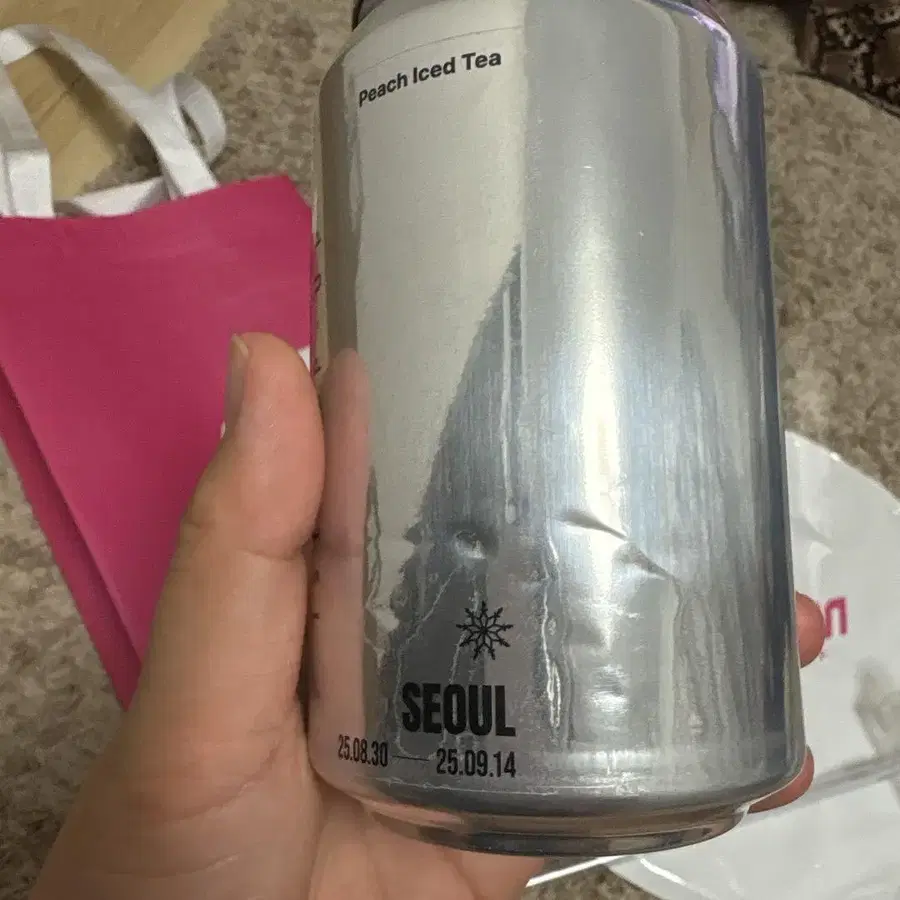 Peach Iced Tea
SEOUL
25.08.30 — 25.09.14